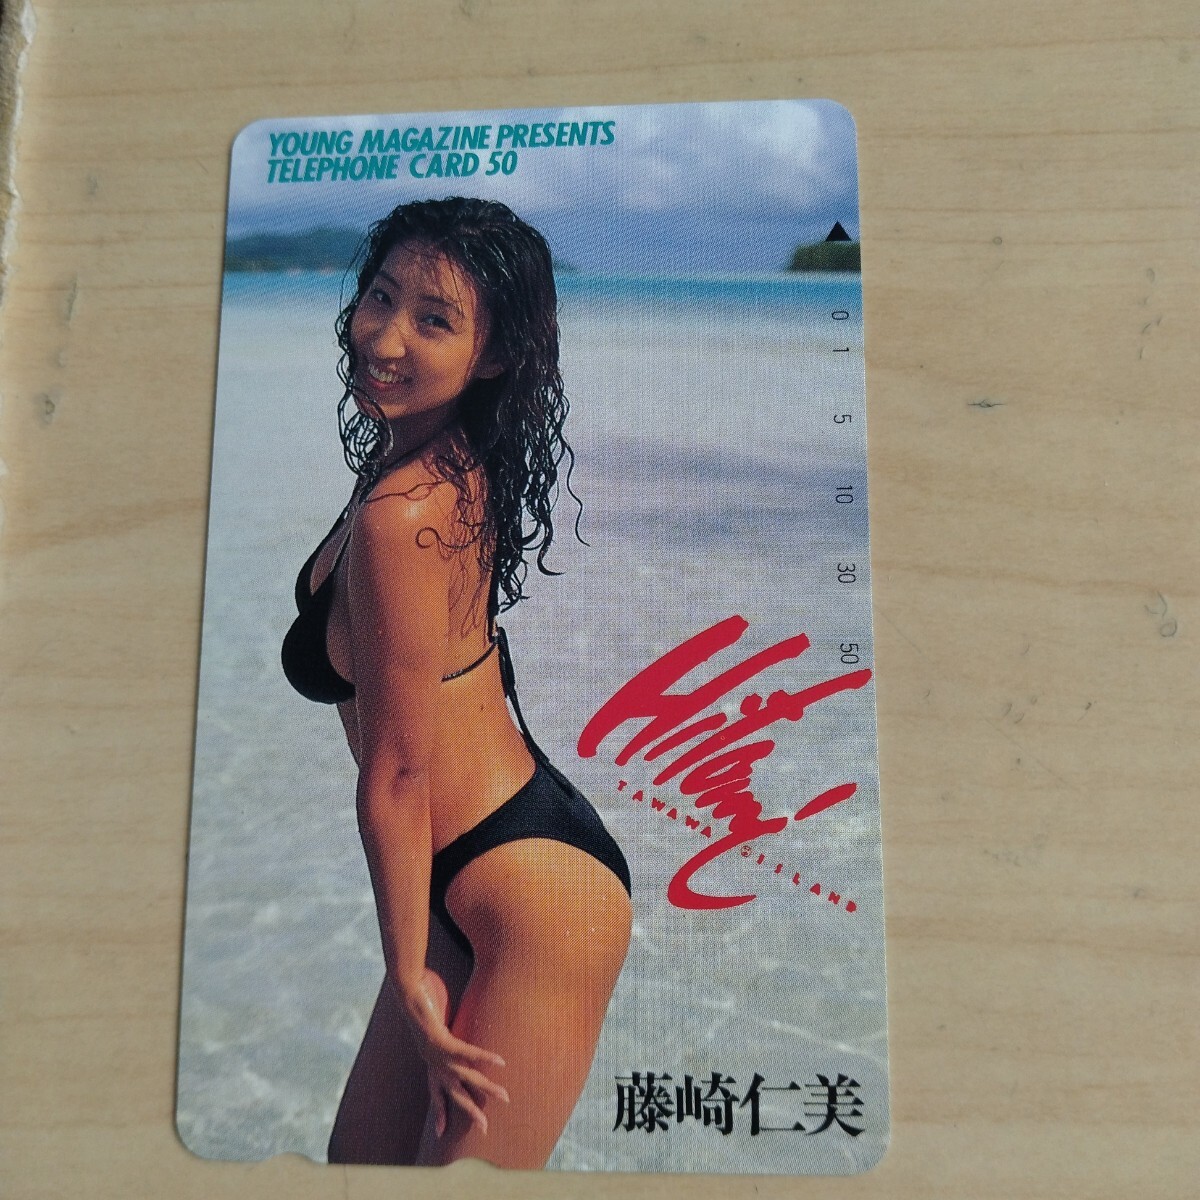 YOUNG MAGAZINE PRESENTS
TELEPHONE CARD 50
0
1
5
10
30
50
Hitomi
TAWAWA
ISLAND
藤崎仁美